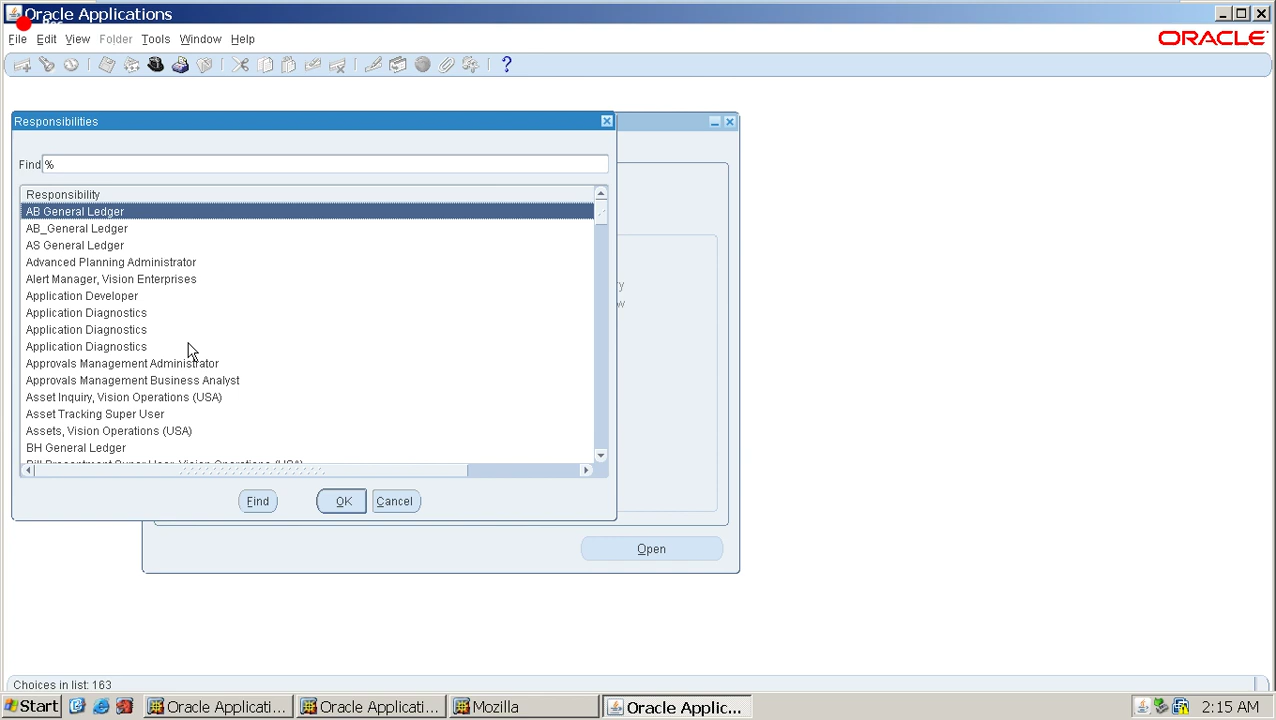 Oracle Applications
File Edit View Folder Tools Window Help
ORACLE
?
Responsibilities
Find %
Responsibility
AB General Ledger
AB_General Ledger
AS General Ledger
Advanced Planning Administrator
Alert Manager, Vision Enterprises
Application Developer
Application Diagnostics
Application Diagnostics
Application Diagnostics
Approvals Management Administrator
Approvals Management Business Analyst
Asset Inquiry, Vision Operations (USA)
Asset Tracking Super User
Assets, Vision Operations (USA)
BH General Ledger
Find OK Cancel
Open
Choices in list: 163
Start Oracle Applicati... Oracle Applicati... Mozilla Oracle Applic... 2:15 AM